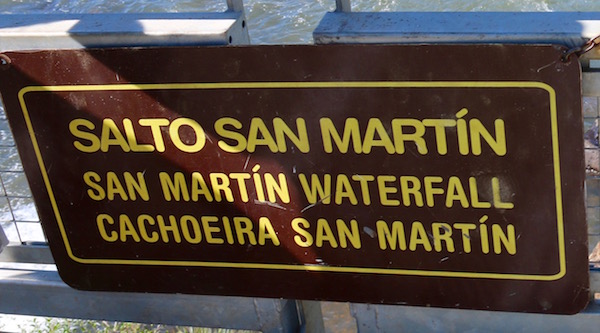 SALTO SAN MARTÍN
SAN MARTÍN WATERFALL
CACHOEIRA SAN MARTÍN